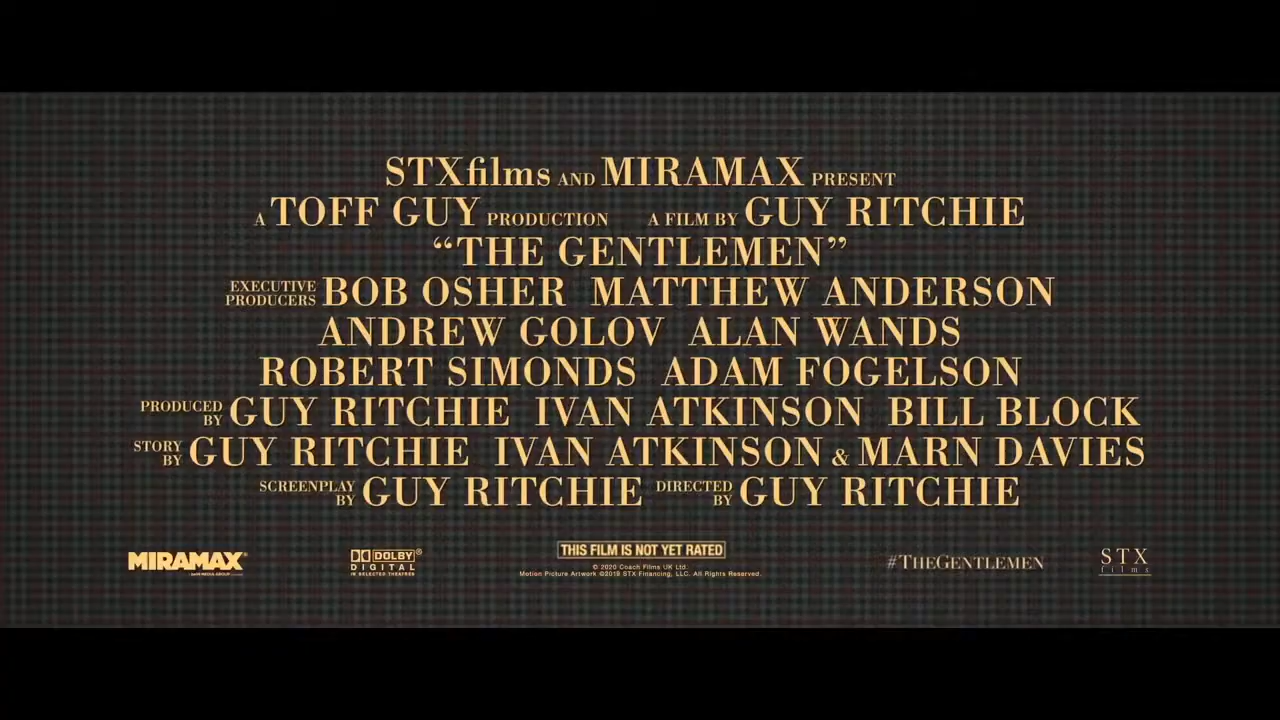 STXfilms AND MIRAMAX PRESENT
A TOFF GUY PRODUCTION A FILM BY GUY RITCHIE
“THE GENTLEMEN”
EXECUTIVE PRODUCERS BOB OSHER MATTHEW ANDERSON
ANDREW GOLOV ALAN WANDS
ROBERT SIMONDS ADAM FOGELSON
PRODUCED BY GUY RITCHIE IVAN ATKINSON BILL BLOCK
STORY BY GUY RITCHIE IVAN ATKINSON & MARN DAVIES
SCREENPLAY BY GUY RITCHIE DIRECTED BY GUY RITCHIE
MIRAMAX®
DOLBY®
DIGITAL
IN SELECTED THEATRES
THIS FILM IS NOT YET RATED
© 2020 Coach Films UK Ltd.
Motion Picture Artwork ©2019 STX Financing, LLC. All Rights Reserved.
#THEGENTLEMEN
STX
films